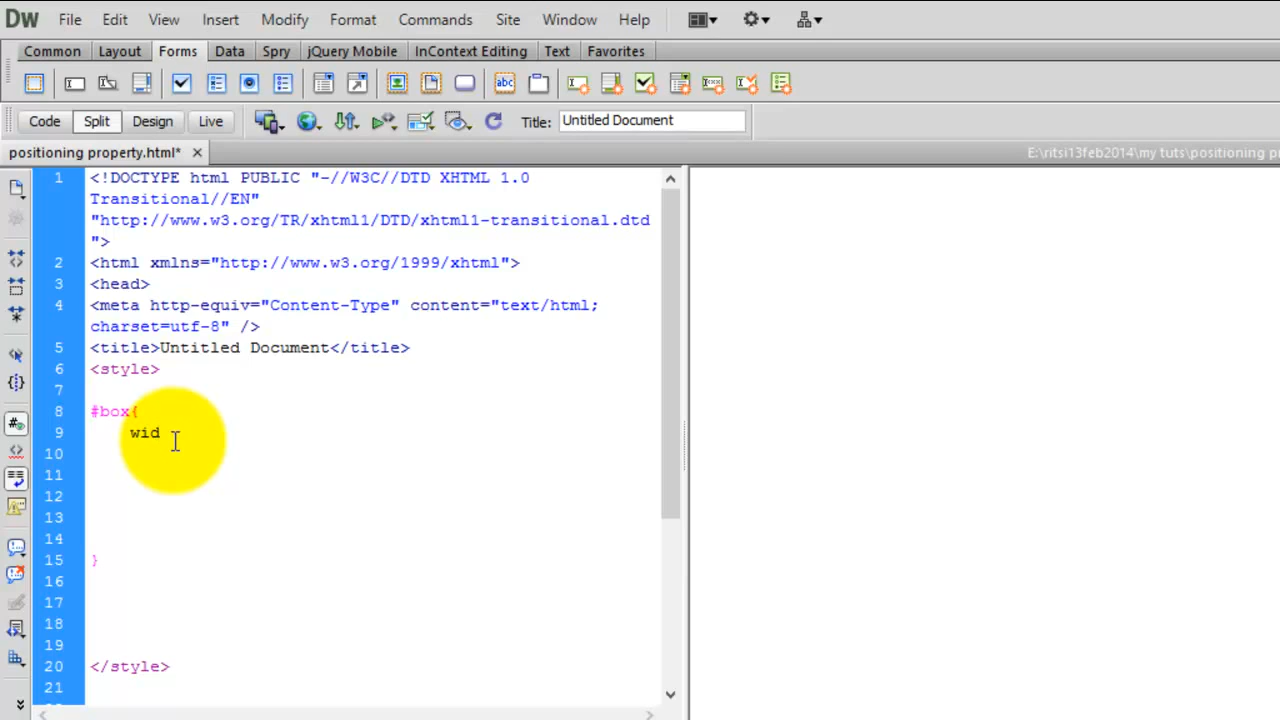 Dw File Edit View Insert Modify Format Commands Site Window Help
Common Layout Forms Data Spry jQuery Mobile InContext Editing Text Favorites
Code Split Design Live Title: Untitled Document
positioning property.html* × E:\ritsi13feb2014\my tuts\positioning pr
1 <!DOCTYPE html PUBLIC "-//W3C//DTD XHTML 1.0
Transitional//EN"
"http://www.w3.org/TR/xhtml1/DTD/xhtml1-transitional.dtd
">
2 <html xmlns="http://www.w3.org/1999/xhtml">
3 <head>
4 <meta http-equiv="Content-Type" content="text/html;
charset=utf-8" />
5 <title>Untitled Document</title>
6 <style>
7
8 #box{
9 wid
10
11
12
13
14
15 }
16
17
18
19
20 </style>
21